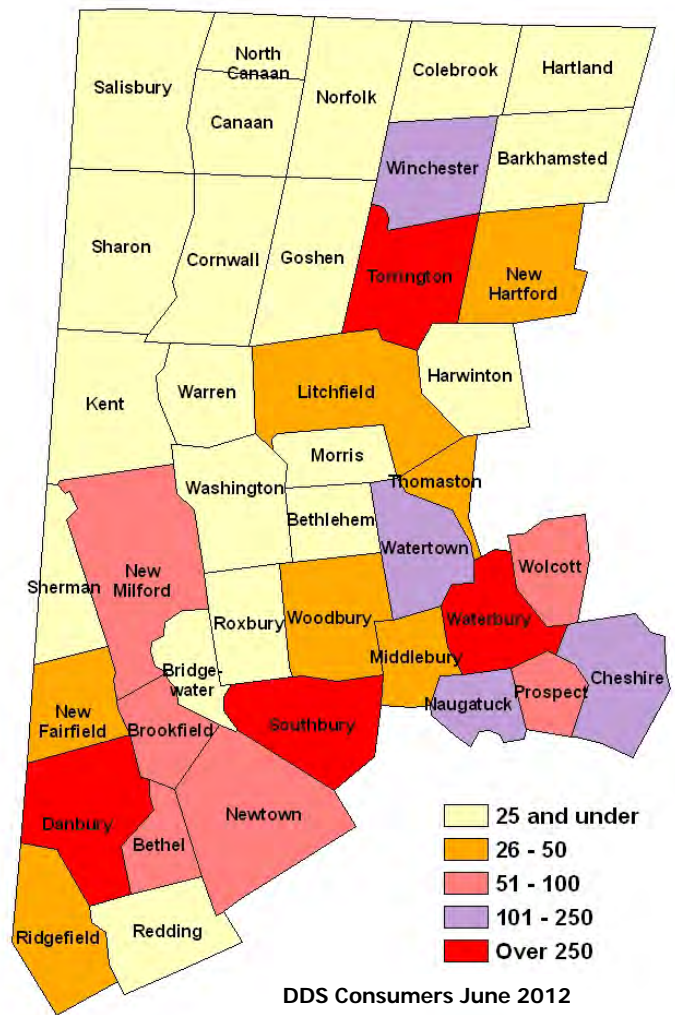 North
Canaan
Colebrook
Hartland
Salisbury
Norfolk
Canaan
Winchester
Barkhamsted
Sharon
Cornwall
Goshen
Torrington
New
Hartford
Kent
Warren
Litchfield
Harwinton
Morris
Washington
Thomaston
Bethlehem
Watertown
Wolcott
Sherman
New
Milford
Roxbury
Woodbury
Waterbury
Middlebury
Bridge-
water
Cheshire
Naugatuck
Prospect
New
Fairfield
Brookfield
Southbury
Danbury
Bethel
Newtown
Ridgefield
Redding
25 and under
26 - 50
51 - 100
101 - 250
Over 250
DDS Consumers June 2012